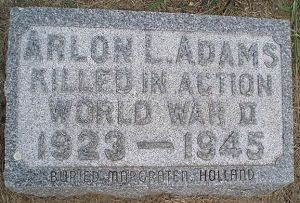 ARLON L. ADAMS
KILLED IN ACTION
WORLD WAR II
1923 — 1945
BURIED MARGRATEN, HOLLAND